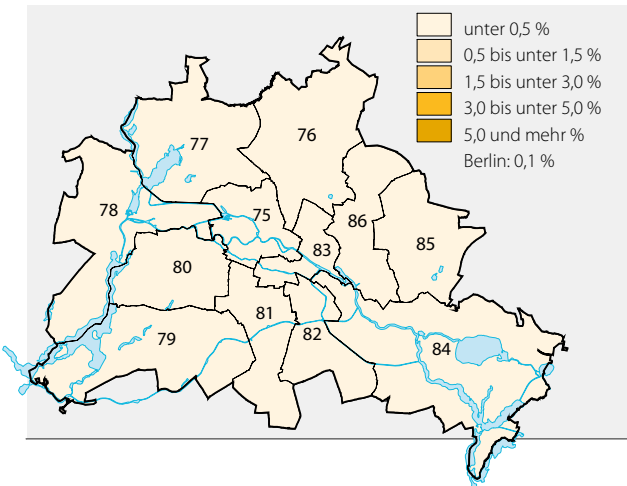 unter 0,5 %
0,5 bis unter 1,5 %
1,5 bis unter 3,0 %
3,0 bis unter 5,0 %
5,0 und mehr %
Berlin: 0,1 %
76
77
78
75
86
85
83
80
81
79
82
84